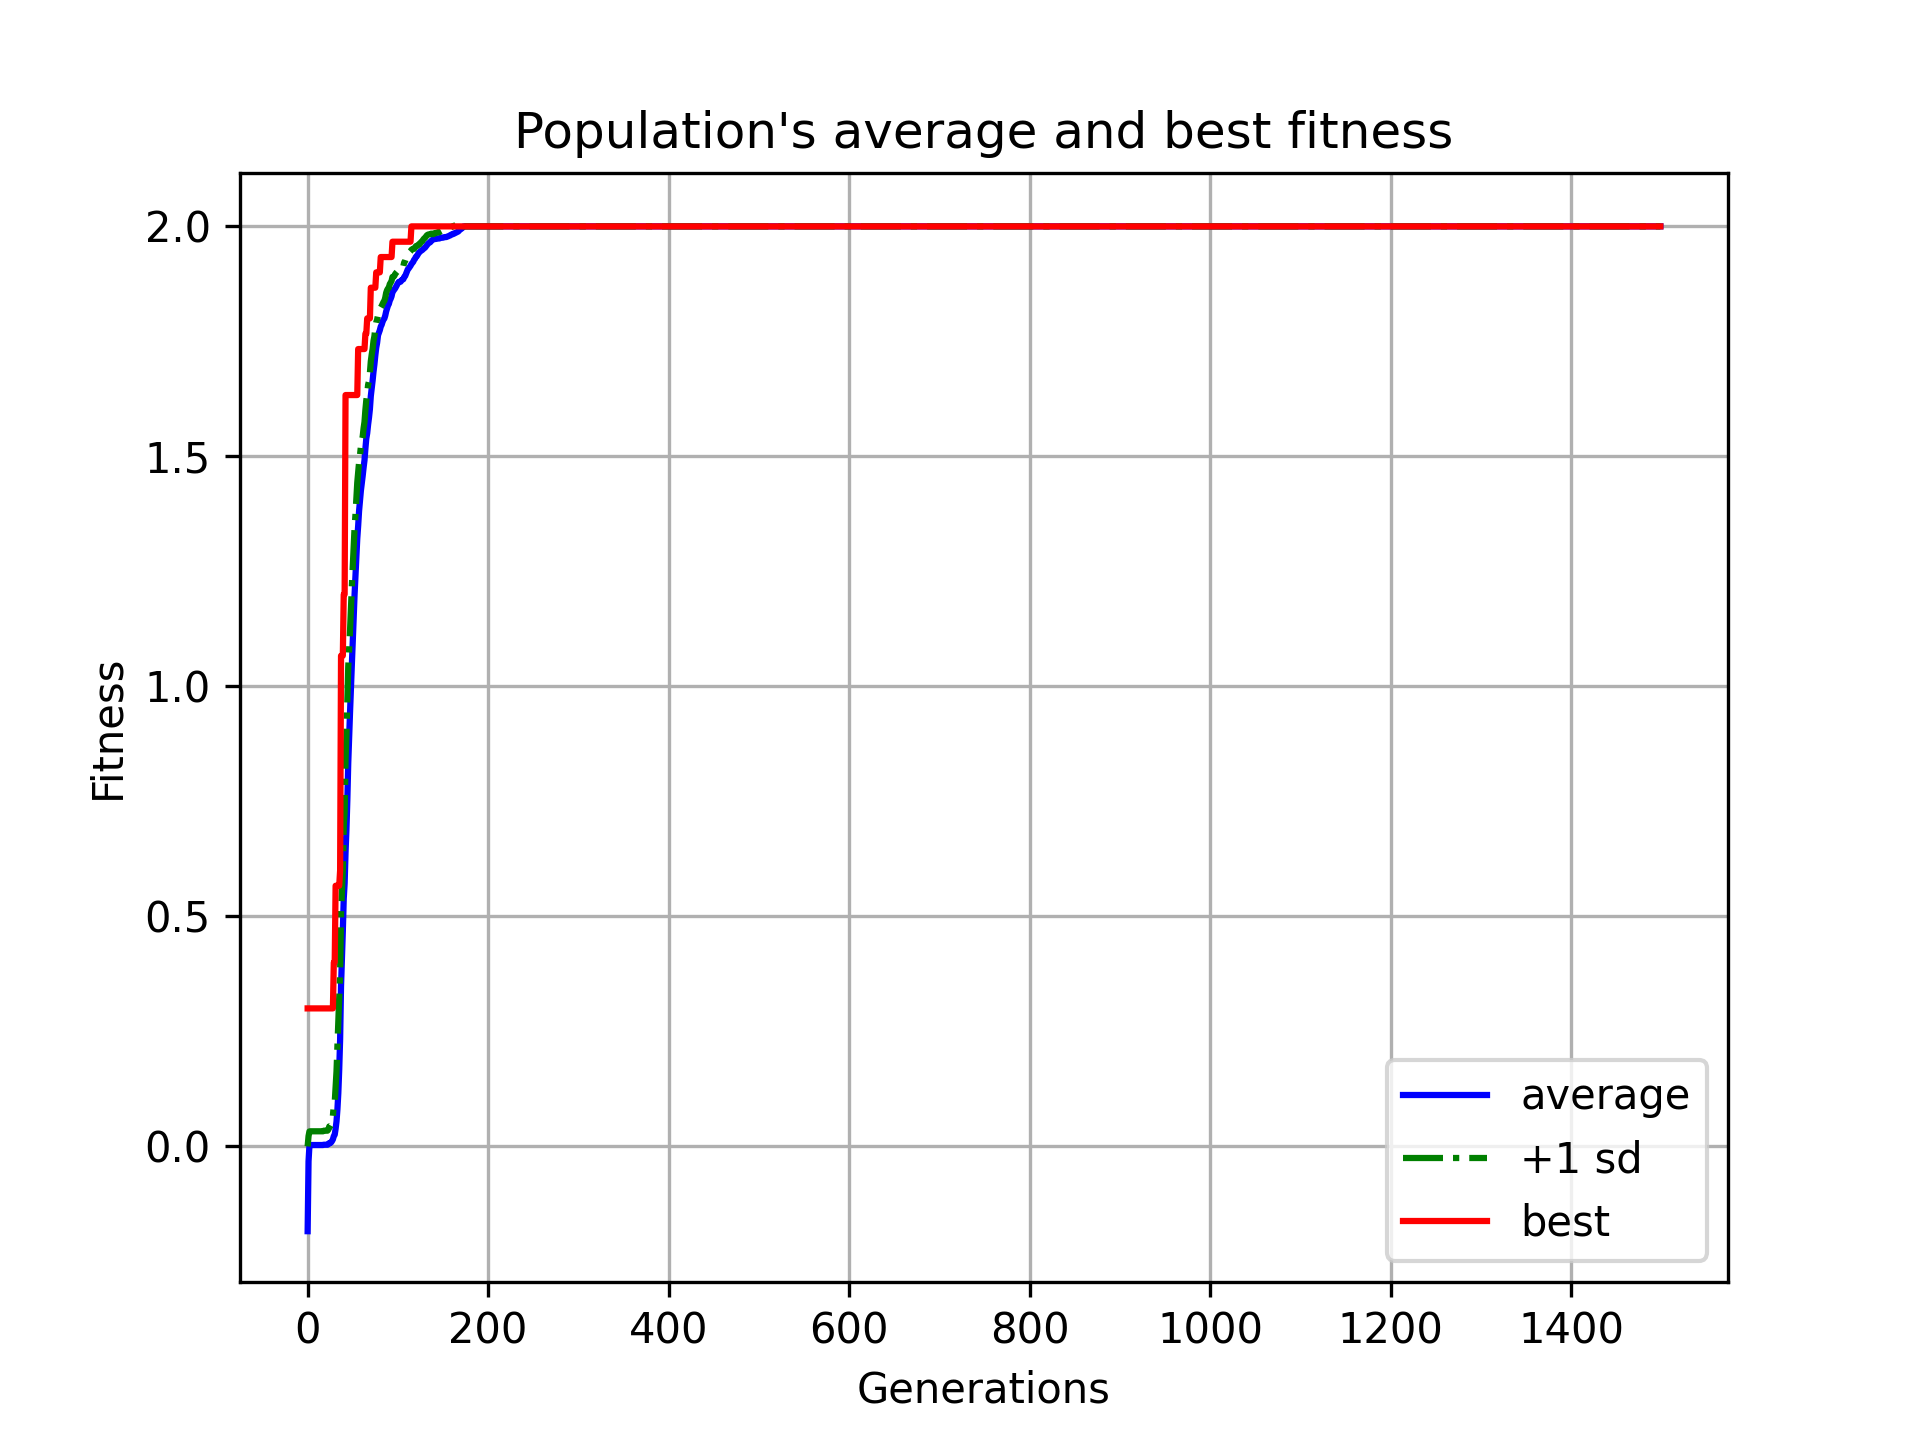 Population's average and best fitness
2.0
1.5
1.0
0.5
0.0
Fitness
average
+1 sd
best
0 200 400 600 800 1000 1200 1400
Generations